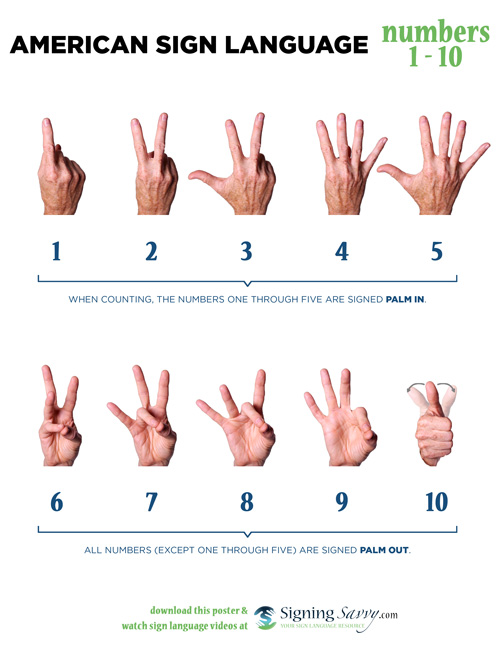 AMERICAN SIGN LANGUAGE numbers
1 - 10
1 2 3 4 5
WHEN COUNTING, THE NUMBERS ONE THROUGH FIVE ARE SIGNED PALM IN.
6 7 8 9 10
ALL NUMBERS (EXCEPT ONE THROUGH FIVE) ARE SIGNED PALM OUT.
download this poster &
watch sign language videos at
Signing Savvy.com
YOUR SIGN LANGUAGE RESOURCE